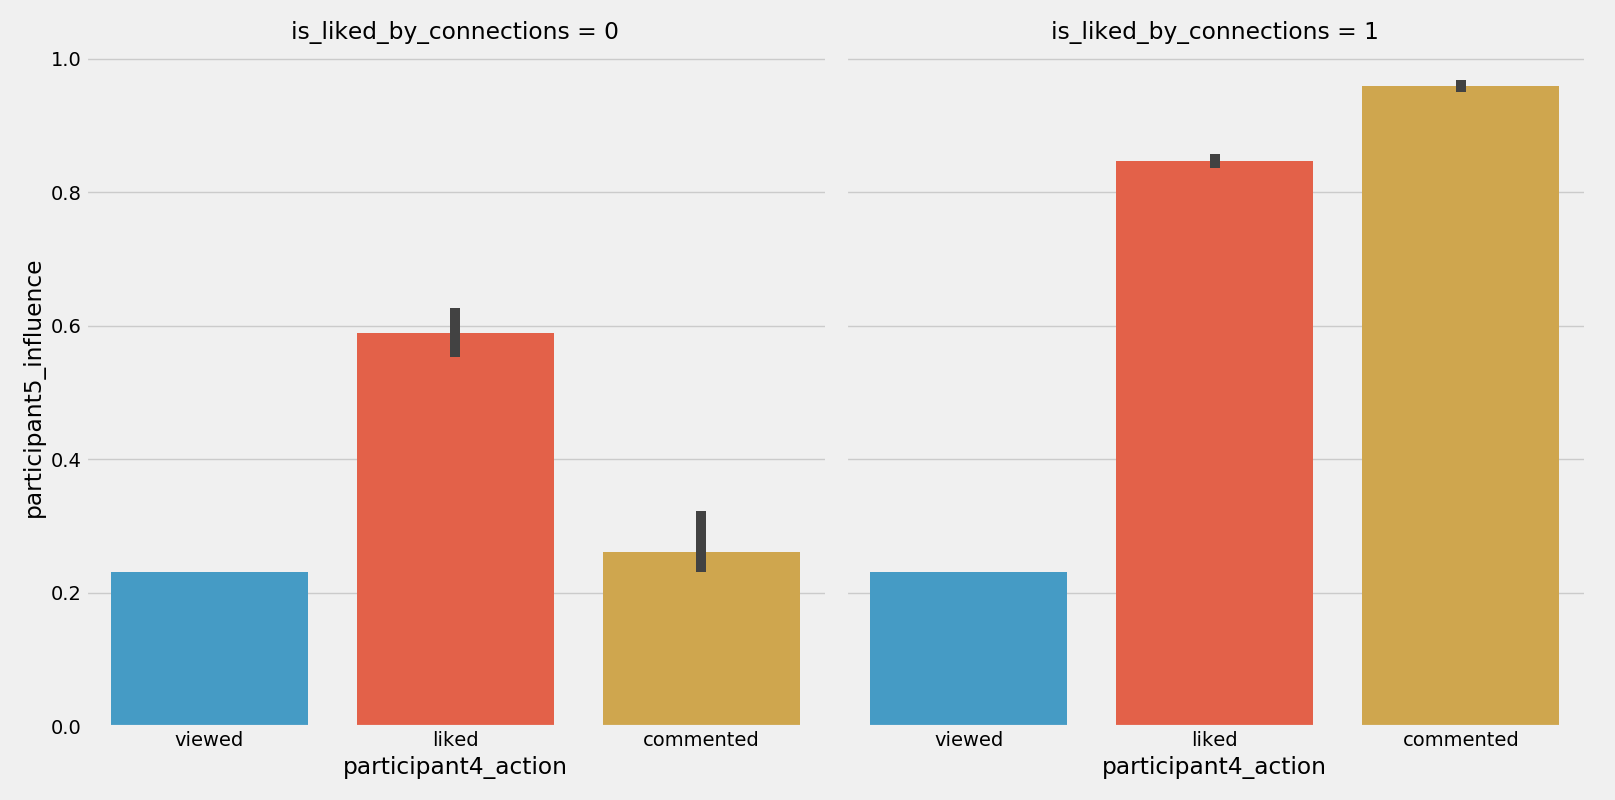 is_liked_by_connections = 0
is_liked_by_connections = 1
participant5_influence
1.0
0.8
0.6
0.4
0.2
0.0
viewed
liked
commented
viewed
liked
commented
participant4_action
participant4_action